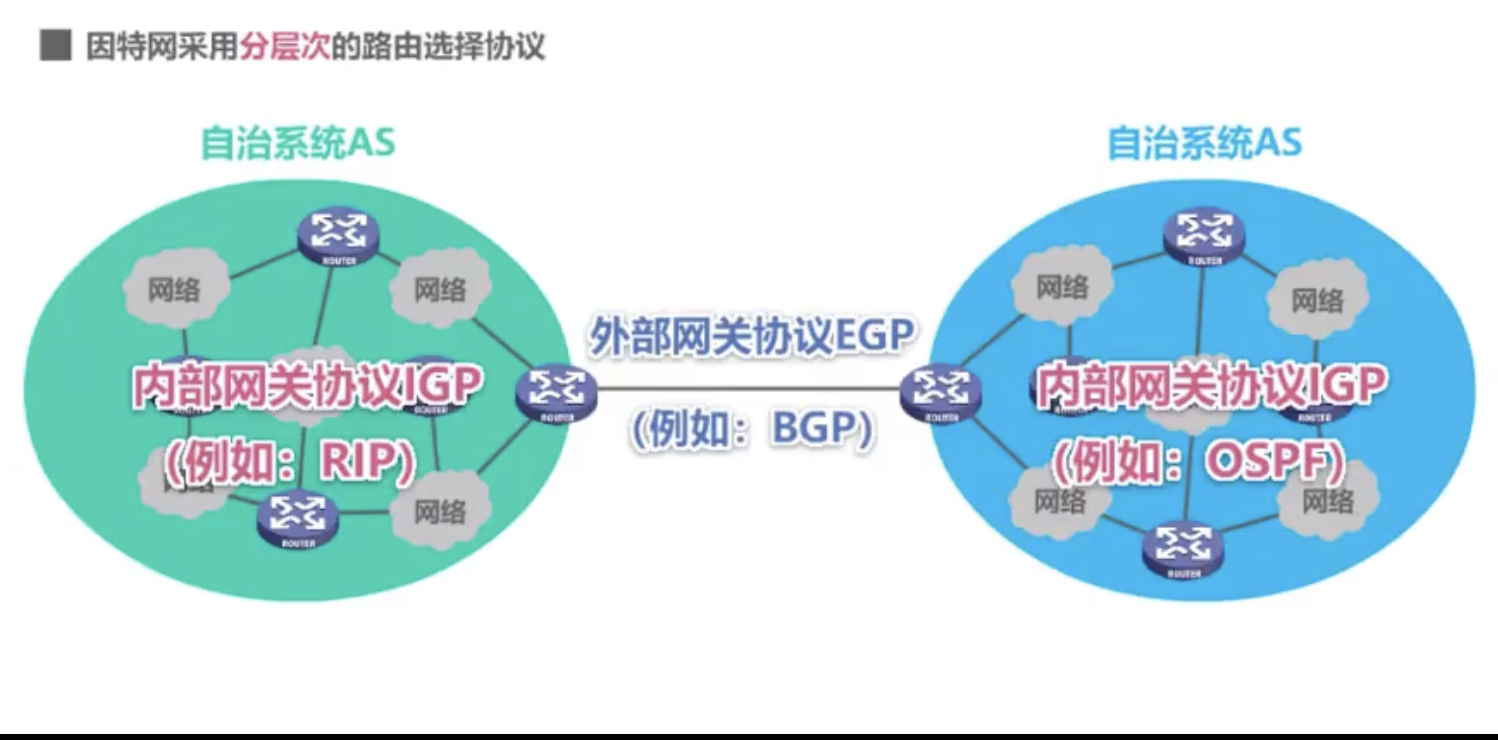 因特网采用分层次的路由选择协议
自治系统AS
自治系统AS
ROUTER
ROUTER
网络
网络
网络
网络
外部网关协议EGP
(例如：BGP)
内部网关协议IGP
(例如：RIP)
内部网关协议IGP
(例如：OSPF)
ROUTER
ROUTER
ROUTER
ROUTER
网络
网络
网络
网络
ROUTER
ROUTER